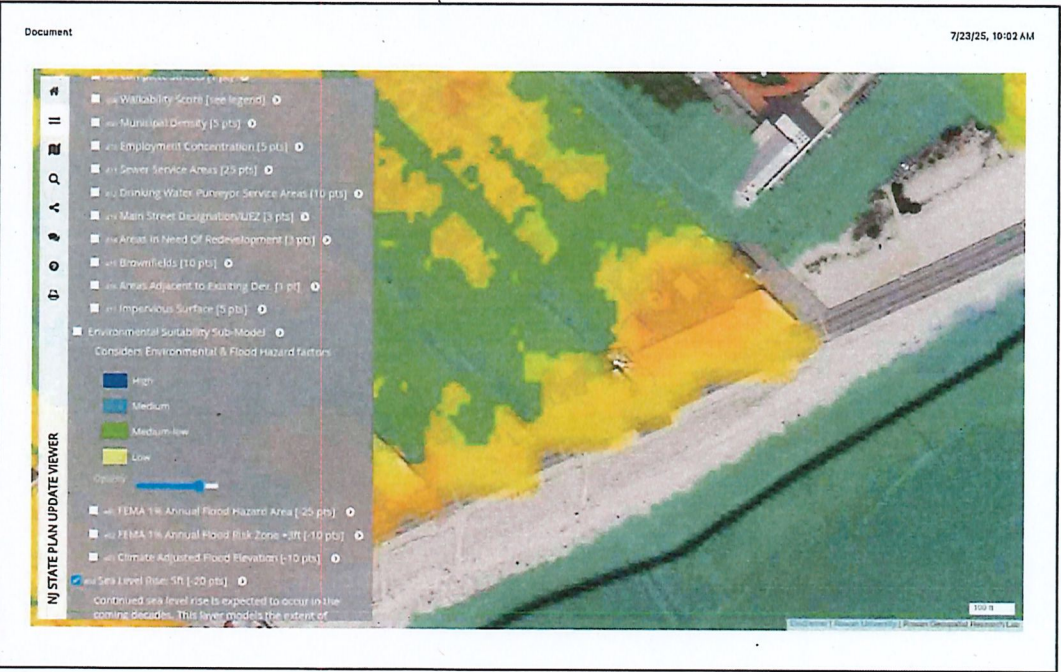 Document
7/23/25, 10:02 AM
Walkability Score [see legend]
Municipal Density [5 pts]
Employment Concentration [5 pts]
Sewer Service Areas [25 pts]
Drinking Water Purveyor Service Areas [10 pts]
Main Street Designation/UEZ [3 pts]
Areas In Need Of Redevelopment [3 pts]
Brownfields [10 pts]
Areas Adjacent to Existing Dev. [1 pt]
Impervious Surface [5 pts]
Environmental Suitability Sub-Model
Considers Environmental & Flood Hazard factors
High
Medium
Medium-low
Low
Opacity
FEMA 1% Annual Flood Hazard Area [-25 pts]
FEMA 1% Annual Flood Risk Zone +3ft [-10 pts]
Climate Adjusted Flood Elevation [-10 pts]
Sea Level Rise: 5ft [-20 pts]
Continued sea level rise is expected to occur in the
coming decades. This layer models the extent of
NJ STATE PLAN UPDATE VIEWER
100 ft
Rowan University | Rowan Geospatial Research Lab